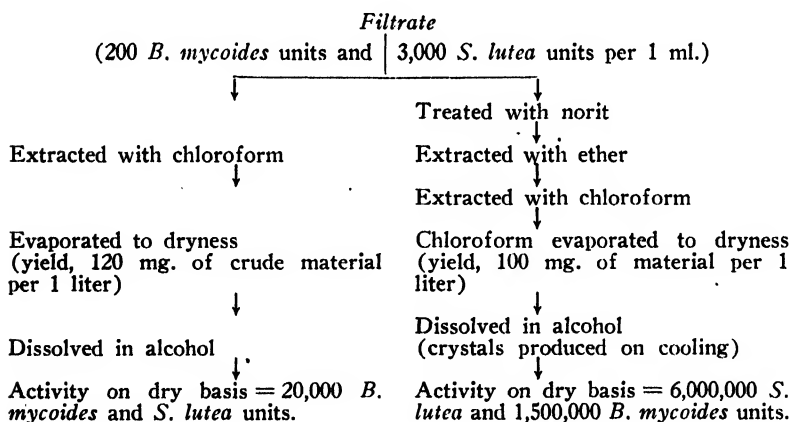 Filtrate
(200 B. mycoides units and 3,000 S. lutea units per 1 ml.)
Extracted with chloroform
Evaporated to dryness
(yield, 120 mg. of crude material
per 1 liter)
Dissolved in alcohol
Activity on dry basis = 20,000 B.
mycoides and S. lutea units.
Treated with norit
Extracted with ether
Extracted with chloroform
Chloroform evaporated to dryness
(yield, 100 mg. of material per 1
liter)
Dissolved in alcohol
(crystals produced on cooling)
Activity on dry basis = 6,000,000 S.
lutea and 1,500,000 B. mycoides units.